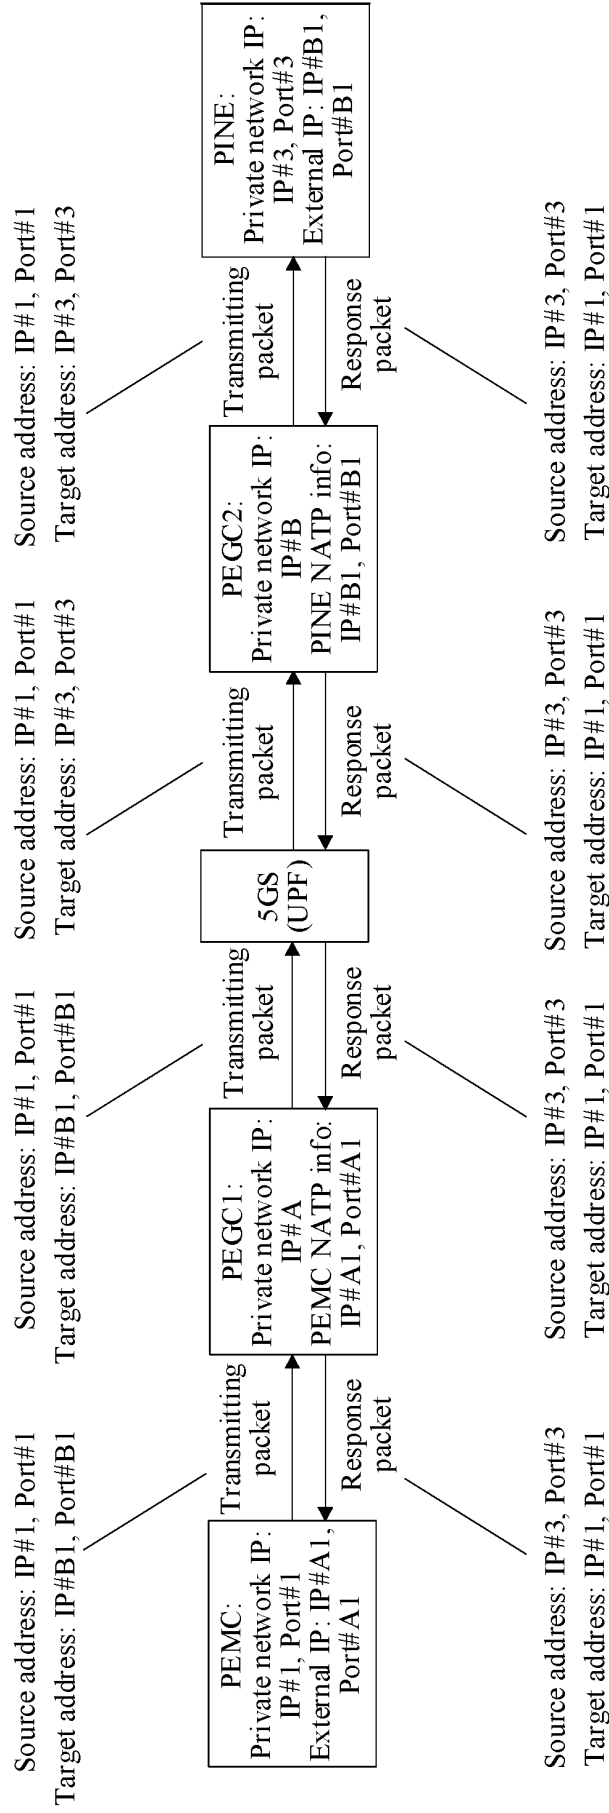 Source address: IP#1, Port#1
Target address: IP#B1, Port#B1
Source address: IP#1, Port#1
Target address: IP#B1, Port#B1
Source address: IP#1, Port#1
Target address: IP#3, Port#3
Source address: IP#1, Port#1
Target address: IP#3, Port#3
PEMC:
Private network IP:
IP#1, Port#1
External IP: IP#A1,
Port#A1
Transmitting
packet
Response
packet
PEGC1:
Private network IP:
IP#A
PEMC NATP info:
IP#A1, Port#A1
Transmitting
packet
Response
packet
5GS
(UPF)
Transmitting
packet
Response
packet
PEGC2:
Private network IP:
IP#B
PINE NATP info:
IP#B1, Port#B1
Transmitting
packet
Response
packet
PINE:
Private network IP:
IP#3, Port#3
External IP: IP#B1,
Port#B1
Source address: IP#3, Port#3
Target address: IP#1, Port#1
Source address: IP#3, Port#3
Target address: IP#1, Port#1
Source address: IP#3, Port#3
Target address: IP#1, Port#1
Source address: IP#3, Port#3
Target address: IP#1, Port#1